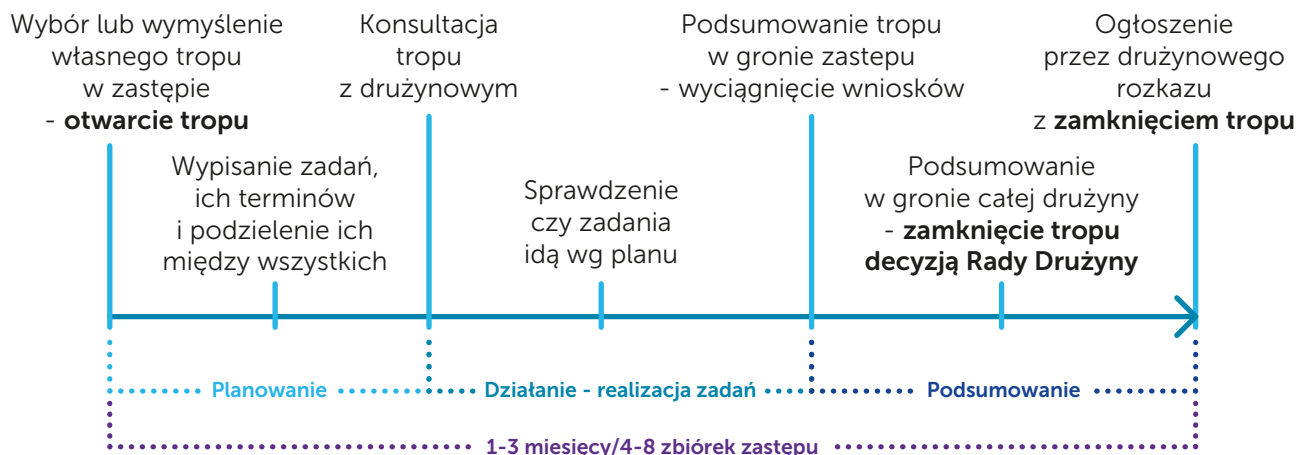 Wybór lub wymyślenie
własnego tropu
w zastępie
- otwarcie tropu
Wypisanie zadań,
ich terminów
i podzielenie ich
między wszystkich
Konsultacja
tropu
z drużynowym
Sprawdzenie
czy zadania
idą wg planu
Podsumowanie tropu
w gronie zastepu
- wyciągnięcie wniosków
Podsumowanie
w gronie całej drużyny
- zamknięcie tropu
decyzją Rady Drużyny
Ogłoszenie
przez drużynowego
rozkazu
z zamknięciem tropu
Planowanie
Działanie - realizacja zadań
Podsumowanie
1-3 miesięcy/4-8 zbiórek zastępu